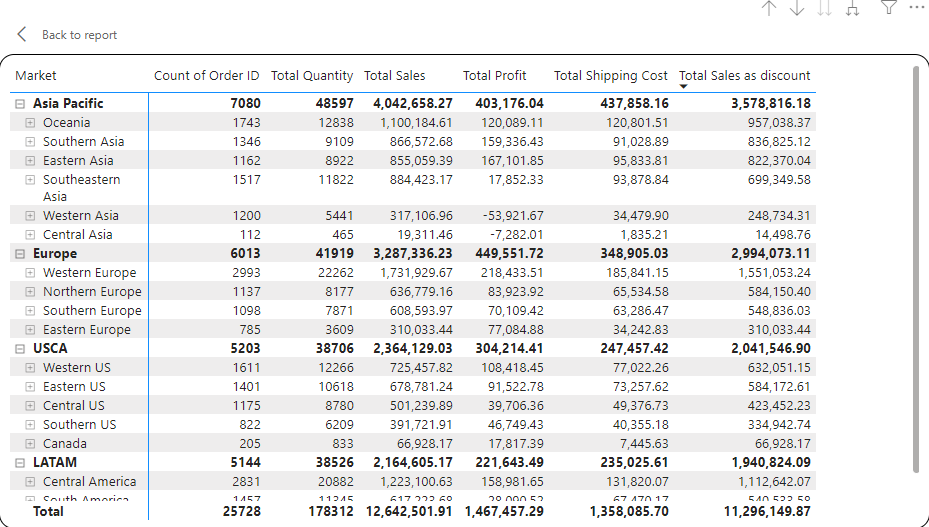 Back to report
Market Count of Order ID Total Quantity Total Sales Total Profit Total Shipping Cost Total Sales as discount
Asia Pacific 7080 48597 4,042,658.27 403,176.04 437,858.16 3,578,816.18
Oceania 1743 12838 1,100,184.61 120,089.11 120,801.51 957,038.37
Southern Asia 1346 9109 866,572.68 159,336.43 91,028.89 836,825.12
Eastern Asia 1162 8922 855,059.39 167,101.85 95,833.81 822,370.04
Southeastern 1517 11822 884,423.17 17,852.33 93,878.84 699,349.58
Asia
Western Asia 1200 5441 317,106.96 -53,921.67 34,479.90 248,734.31
Central Asia 112 465 19,311.46 -7,282.01 1,835.21 14,498.76
Europe 6013 41919 3,287,336.23 449,551.72 348,905.03 2,994,073.11
Western Europe 2993 22262 1,731,929.67 218,433.51 185,841.15 1,551,053.24
Northern Europe 1137 8177 636,779.16 83,923.92 65,534.58 584,150.40
Southern Europe 1098 7871 608,593.97 70,109.42 63,286.47 548,836.03
Eastern Europe 785 3609 310,033.44 77,084.88 34,242.83 310,033.44
USCA 5203 38706 2,364,129.03 304,214.41 247,457.42 2,041,546.90
Western US 1611 12266 725,457.82 108,418.45 77,022.26 632,051.15
Eastern US 1401 10618 678,781.24 91,522.78 73,257.62 584,172.61
Central US 1175 8780 501,239.89 39,706.36 49,376.73 423,452.23
Southern US 822 6209 391,721.91 46,749.43 40,355.18 334,942.74
Canada 205 833 66,928.17 17,817.39 7,445.63 66,928.17
LATAM 5144 38526 2,164,605.17 221,643.49 235,025.61 1,940,824.09
Central America 2831 20882 1,223,100.63 158,981.65 131,820.07 1,112,642.07
South America 1457 11345
Total 25728 178312 12,642,501.91 1,467,457.29 1,358,085.70 11,296,149.87